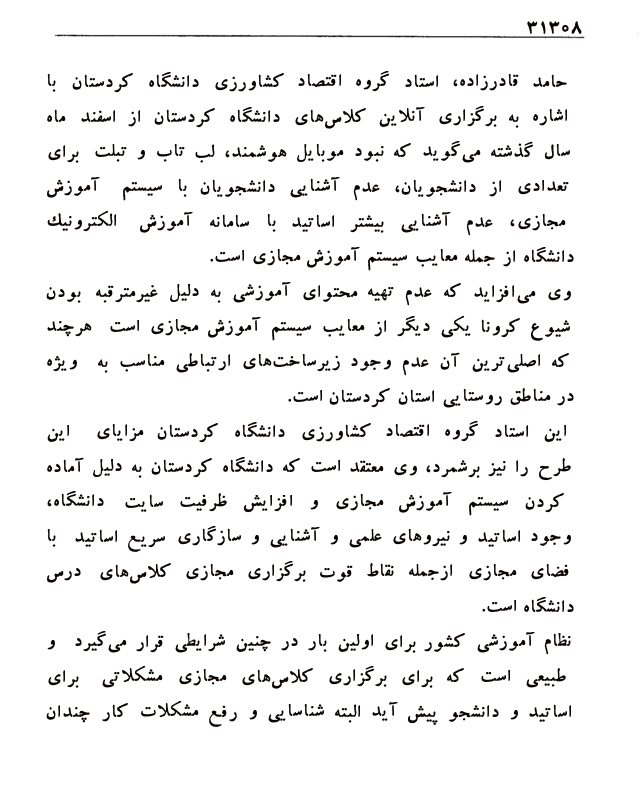 ۳۱۳۰۸
حامد قادرزاده، استاد گروه اقتصاد کشاورزی دانشگاه کردستان با
اشاره به برگزاری آنلاین کلاس‌های دانشگاه کردستان از اسفند ماه
سال گذشته می‌گوید که نبود موبایل هوشمند، لب تاب و تبلت برای
تعدادی از دانشجویان، عدم آشنایی دانشجویان با سیستم آموزش
مجازی، عدم آشنایی بیشتر اساتید با سامانه آموزش الکترونیک
دانشگاه از جمله معایب سیستم آموزش مجازی است.
وی می‌افزاید که عدم تهیه محتوای آموزشی به دلیل غیرمترقبه بودن
شیوع کرونا یکی دیگر از معایب سیستم آموزش مجازی است هرچند
که اصلی‌ترین آن عدم وجود زیرساخت‌های ارتباطی مناسب به ویژه
در مناطق روستایی استان کردستان است.
این استاد گروه اقتصاد کشاورزی دانشگاه کردستان مزایای این
طرح را نیز برشمرد، وی معتقد است که دانشگاه کردستان به دلیل آماده
کردن سیستم آموزش مجازی و افزایش ظرفیت سایت دانشگاه،
وجود اساتید و نیروهای علمی و آشنایی و سازگاری سریع اساتید با
فضای مجازی ازجمله نقاط قوت برگزاری مجازی کلاس‌های درس
دانشگاه است.
نظام آموزشی کشور برای اولین بار در چنین شرایطی قرار می‌گیرد و
طبیعی است که برای برگزاری کلاس‌های مجازی مشکلاتی برای
اساتید و دانشجو پیش آید البته شناسایی و رفع مشکلات کار چندان